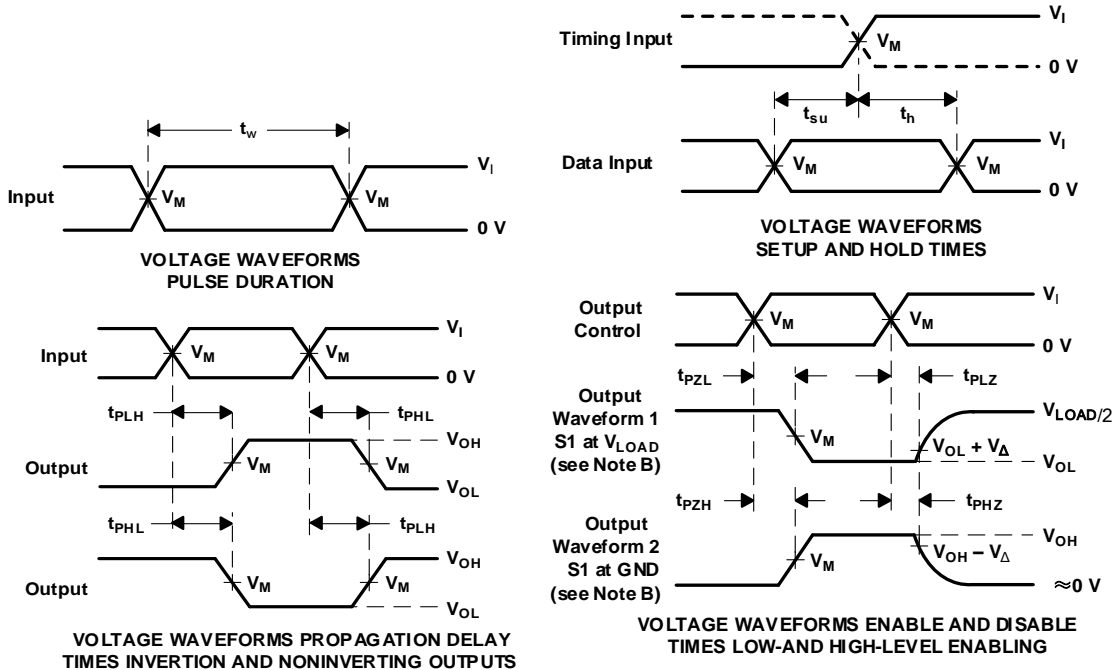 t_w
Input
V_I
V_M
V_M
0 V
VOLTAGE WAVEFORMS
PULSE DURATION
Timing Input
V_I
V_M
0 V
t_su
t_h
Data Input
V_I
V_M
V_M
0 V
VOLTAGE WAVEFORMS
SETUP AND HOLD TIMES
Input
V_I
V_M
V_M
0 V
t_PLH
t_PHL
Output
V_OH
V_M
V_M
V_OL
t_PHL
t_PLH
Output
V_OH
V_M
V_M
V_OL
VOLTAGE WAVEFORMS PROPAGATION DELAY
TIMES INVERTION AND NONINVERTING OUTPUTS
Output
Control
V_I
V_M
V_M
0 V
t_PZL
t_PLZ
Output
Waveform 1
S1 at V_LOAD
(see Note B)
V_LOAD/2
V_M
V_OL + V_Δ
V_OL
t_PZH
t_PHZ
Output
Waveform 2
S1 at GND
(see Note B)
V_OH
V_M
V_OH – V_Δ
≈0 V
VOLTAGE WAVEFORMS ENABLE AND DISABLE
TIMES LOW-AND HIGH-LEVEL ENABLING